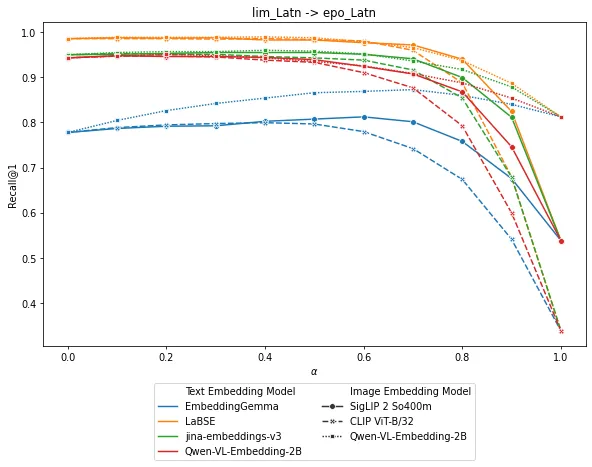 lim_Latn -> epo_Latn
Recall@1
1.0
0.9
0.8
0.7
0.6
0.5
0.4
0.0 0.2 0.4 0.6 0.8 1.0
α
Text Embedding Model
EmbeddingGemma
LaBSE
jina-embeddings-v3
Qwen-VL-Embedding-2B
Image Embedding Model
SigLIP 2 So400m
CLIP ViT-B/32
Qwen-VL-Embedding-2B